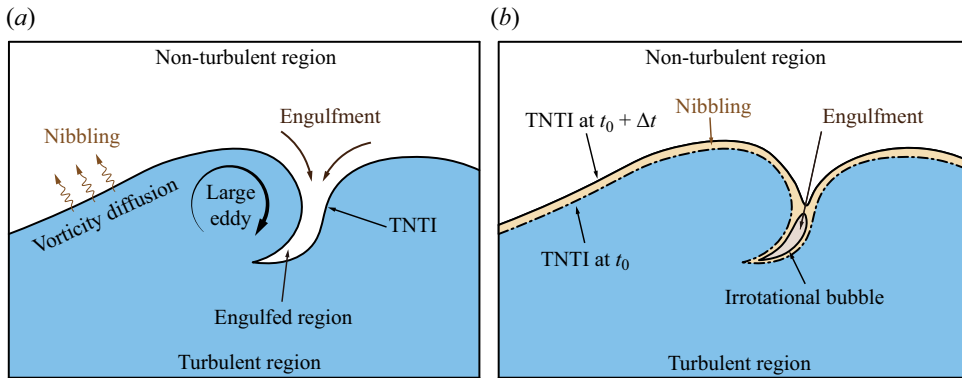 (a)
Non-turbulent region
Engulfment
Nibbling
Vorticity diffusion
Large
eddy
TNTI
Engulfed region
Turbulent region
(b)
Non-turbulent region
Nibbling
TNTI at t₀ + Δt
Engulfment
TNTI at t₀
Irrotational bubble
Turbulent region